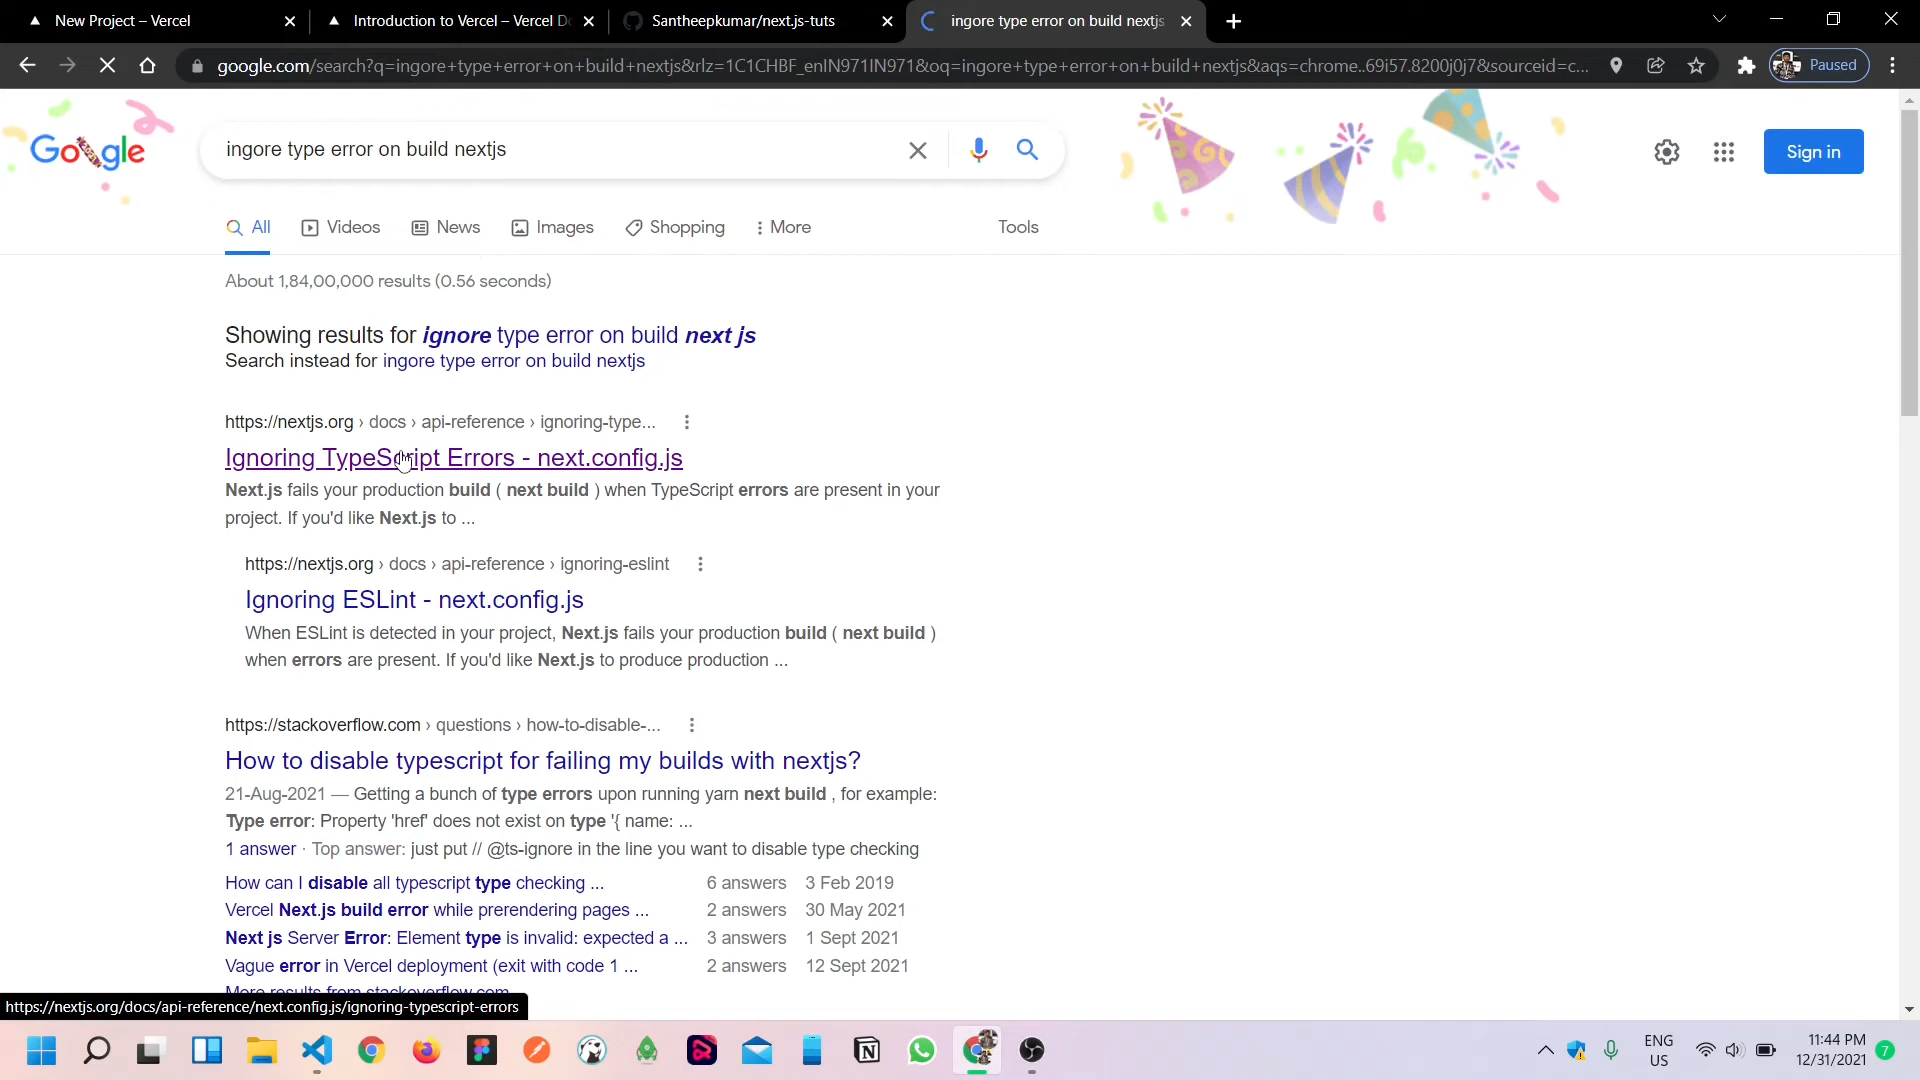 New Project – Vercel
Introduction to Vercel – Vercel Do
Santheepkumar/next.js-tuts
ingore type error on build nextjs
google.com/search?q=ingore+type+error+on+build+nextjs&rlz=1C1CHBF_enIN971IN971&oq=ingore+type+error+on+build+nextjs&aqs=chrome..69i57.8200j0j7&sourceid=c...
Paused
Google
ingore type error on build nextjs
Sign in
All
Videos
News
Images
Shopping
More
Tools
About 1,84,00,000 results (0.56 seconds)
Showing results for ignore type error on build next js
Search instead for ingore type error on build nextjs
https://nextjs.org › docs › api-reference › ignoring-type...
Ignoring TypeScript Errors - next.config.js
Next.js fails your production build ( next build ) when TypeScript errors are present in your
project. If you'd like Next.js to ...
https://nextjs.org › docs › api-reference › ignoring-eslint
Ignoring ESLint - next.config.js
When ESLint is detected in your project, Next.js fails your production build ( next build )
when errors are present. If you'd like Next.js to produce production ...
https://stackoverflow.com › questions › how-to-disable-...
How to disable typescript for failing my builds with nextjs?
21-Aug-2021 — Getting a bunch of type errors upon running yarn next build , for example:
Type error: Property 'href' does not exist on type '{ name: ...
1 answer · Top answer: just put // @ts-ignore in the line you want to disable type checking
How can I disable all typescript type checking ... 6 answers 3 Feb 2019
Vercel Next.js build error while prerendering pages ... 2 answers 30 May 2021
Next js Server Error: Element type is invalid: expected a ... 3 answers 1 Sept 2021
Vague error in Vercel deployment (exit with code 1 ... 2 answers 12 Sept 2021
More results from stackoverflow.com
https://nextjs.org/docs/api-reference/next.config.js/ignoring-typescript-errors
ENG
US
11:44 PM
12/31/2021
7